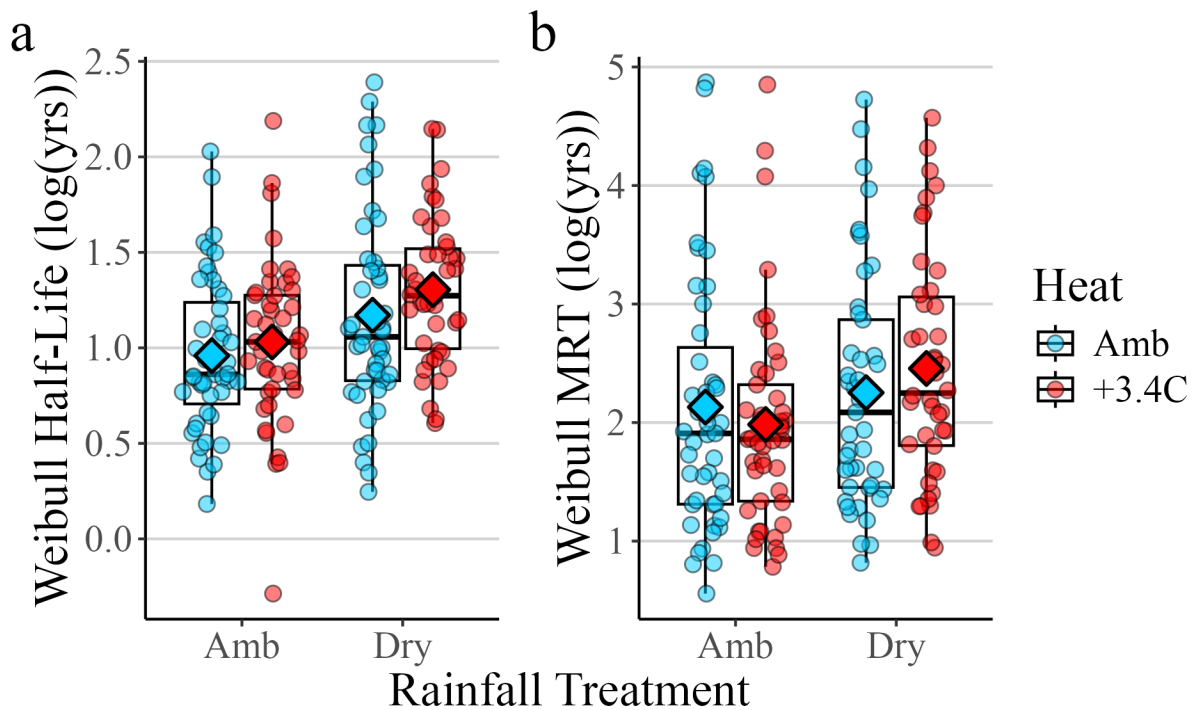 a
Weibull Half-Life (log(yrs))
2.5
2.0
1.5
1.0
0.5
0.0
Amb
Dry
b
Weibull MRT (log(yrs))
5
4
3
2
1
Amb
Dry
Rainfall Treatment
Heat
Amb
+3.4C